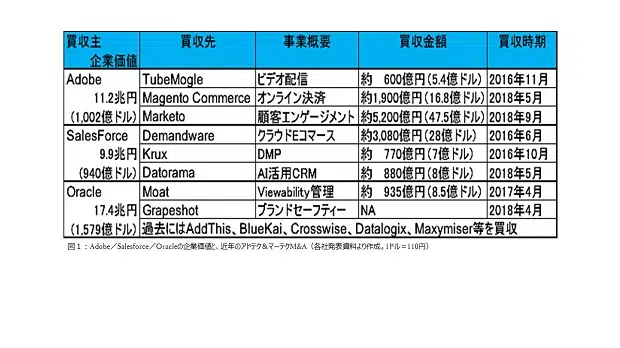 買収主 買収先 事業概要 買収金額 買収時期
企業価値
Adobe TubeMogle ビデオ配信 約 600億円(5.4億ドル) 2016年11月
11.2兆円 Magento Commerce オンライン決済 約1,900億円(16.8億ドル) 2018年5月
(1,002億ドル) Marketo 顧客エンゲージメント 約5,200億円(47.5億ドル) 2018年9月
SalesForce Demandware クラウドEコマース 約3,080億円(28億ドル) 2016年6月
9.9兆円 Krux DMP 約 770億円(7億ドル) 2016年10月
(940億ドル) Datorama AI活用CRM 約 880億円(8億ドル) 2018年5月
Oracle Moat Viewability管理 約 935億円(8.5億ドル) 2017年4月
17.4兆円 Grapeshot ブランドセーフティー NA 2018年4月
(1,579億ドル) 過去にはAddThis、BlueKai、Crosswise、Datalogix、Maxymiser等を買収
図1：Adobe／Salesforce／Oracleの企業価値と、近年のアドテク&マーテクM&A（各社発表資料より作成。1ドル＝110円）